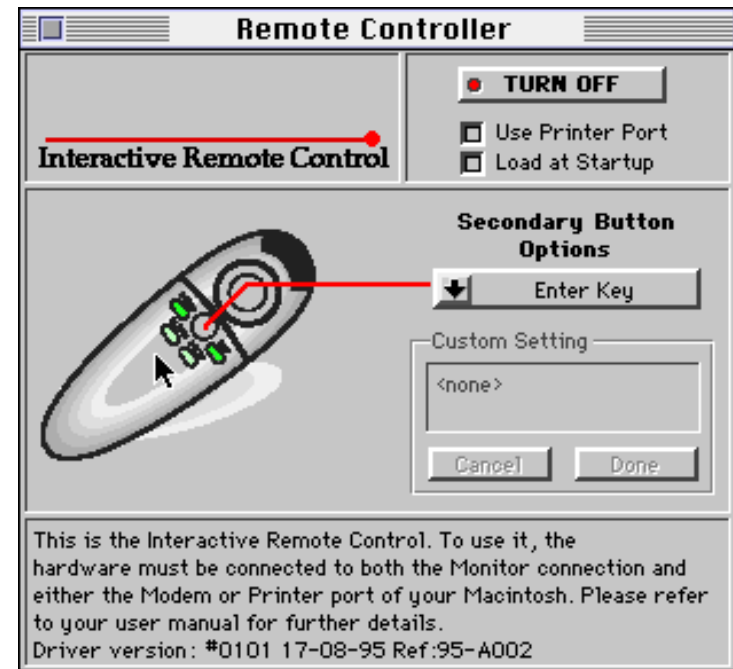 Remote Controller
Interactive Remote Control
TURN OFF
Use Printer Port
Load at Startup
Secondary Button
Options
Enter Key
Custom Setting
<none>
Cancel
Done
This is the Interactive Remote Control. To use it, the
hardware must be connected to both the Monitor connection and
either the Modem or Printer port of your Macintosh. Please refer
to your user manual for further details.
Driver version: #0101 17-08-95 Ref:95-A002